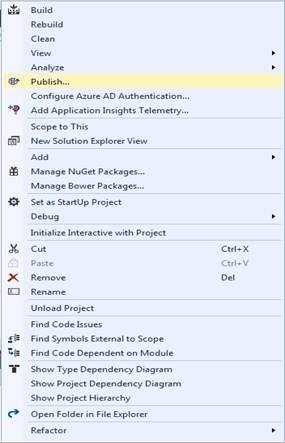 Build
Rebuild
Clean
View
Analyze
Publish...
Configure Azure AD Authentication...
Add Application Insights Telemetry...
Scope to This
New Solution Explorer View
Add
Manage NuGet Packages...
Manage Bower Packages...
Set as StartUp Project
Debug
Initialize Interactive with Project
Cut Ctrl+X
Paste Ctrl+V
Remove Del
Rename
Unload Project
Find Code Issues
Find Symbols External to Scope
Find Code Dependent on Module
Show Type Dependency Diagram
Show Project Dependency Diagram
Show Project Hierarchy
Open Folder in File Explorer
Refactor